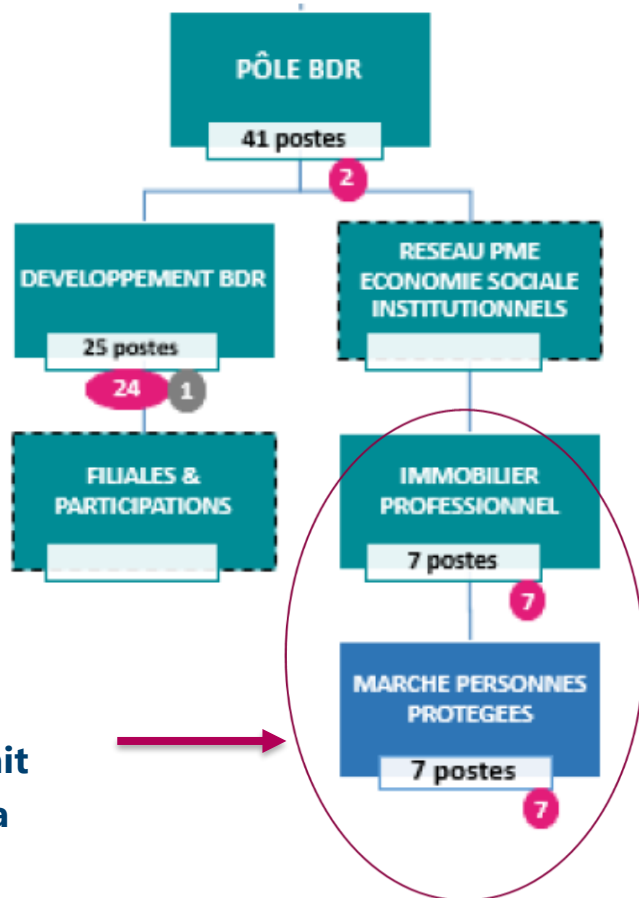 PÔLE BDR
41 postes
2
DEVELOPPEMENT BDR
25 postes
24
1
RESEAU PME
ECONOMIE SOCIALE
INSTITUTIONNELS
FILIALES &
PARTICIPATIONS
IMMOBILIER
PROFESSIONNEL
7 postes
7
MARCHE PERSONNES
PROTEGEES
7 postes
7
it
a